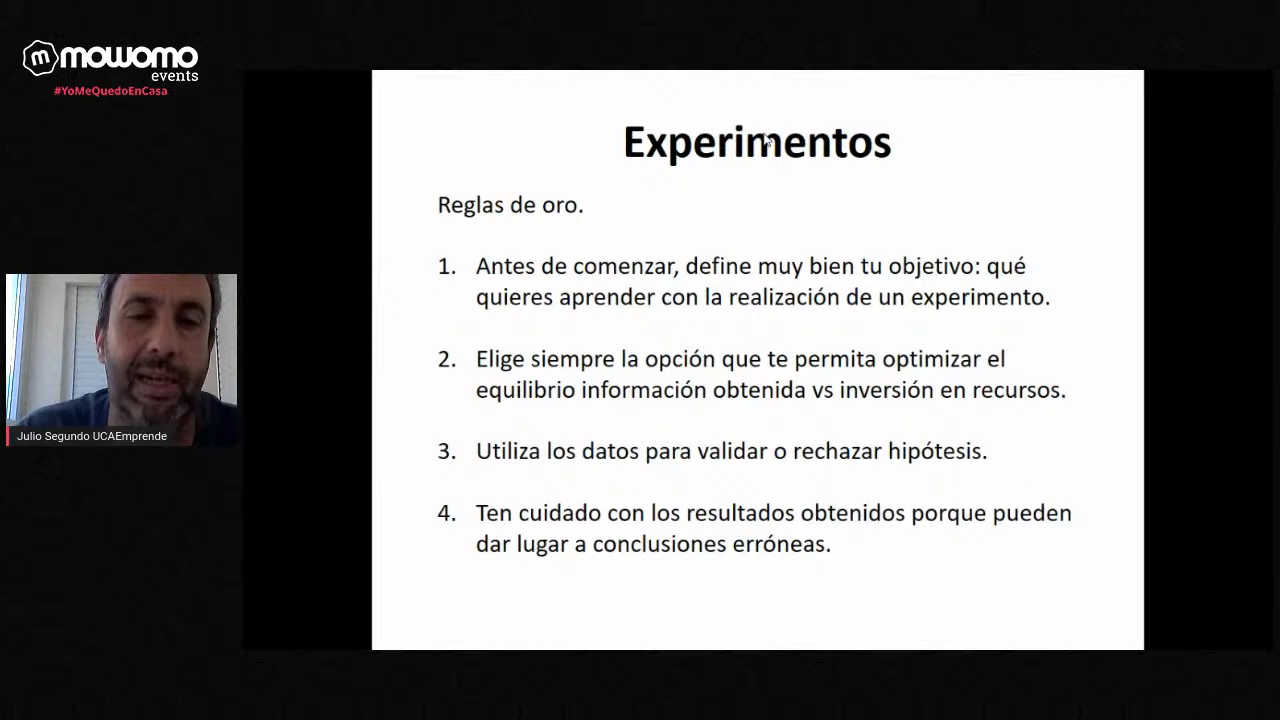 mowomo
events
#YoMeQuedoEnCasa
Experimentos
Reglas de oro.
1. Antes de comenzar, define muy bien tu objetivo: qué
quieres aprender con la realización de un experimento.
2. Elige siempre la opción que te permita optimizar el
equilibrio información obtenida vs inversión en recursos.
3. Utiliza los datos para validar o rechazar hipótesis.
4. Ten cuidado con los resultados obtenidos porque pueden
dar lugar a conclusiones erróneas.
Julio Segundo UCAEmprende